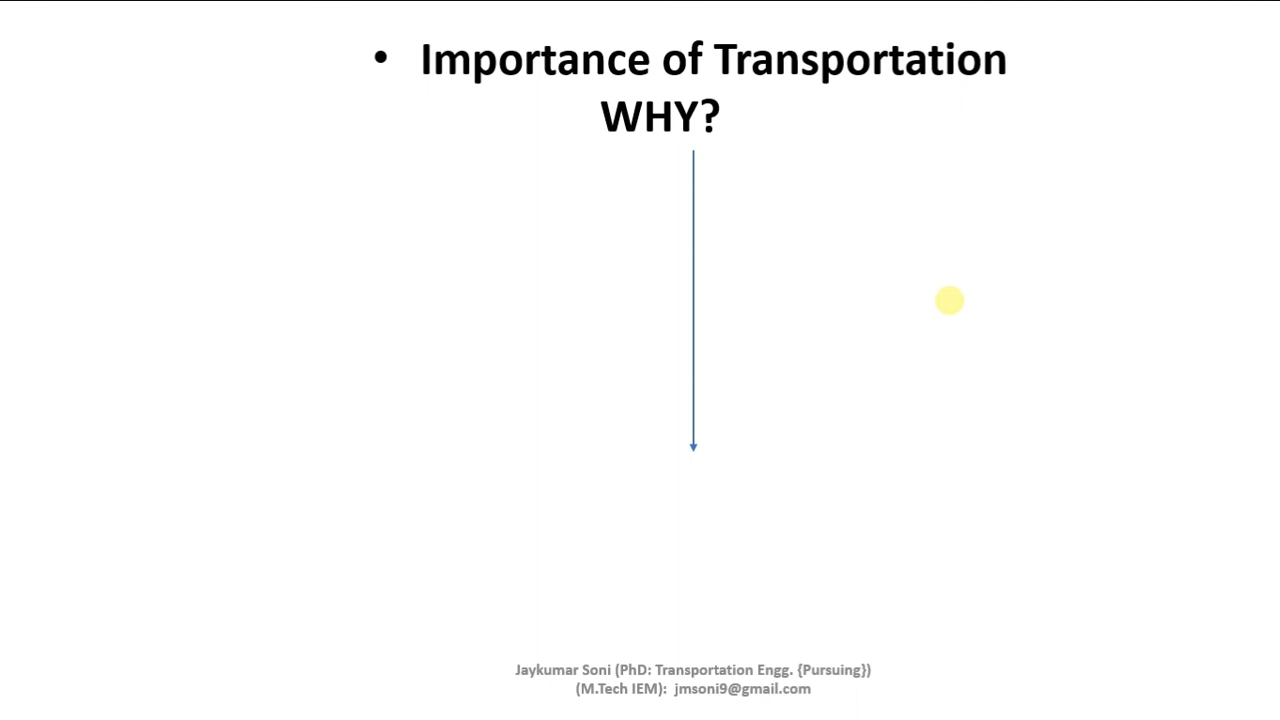 • Importance of Transportation
WHY?
Jaykumar Soni (PhD: Transportation Engg. {Pursuing})
(M.Tech IEM): jmsoni9@gmail.com